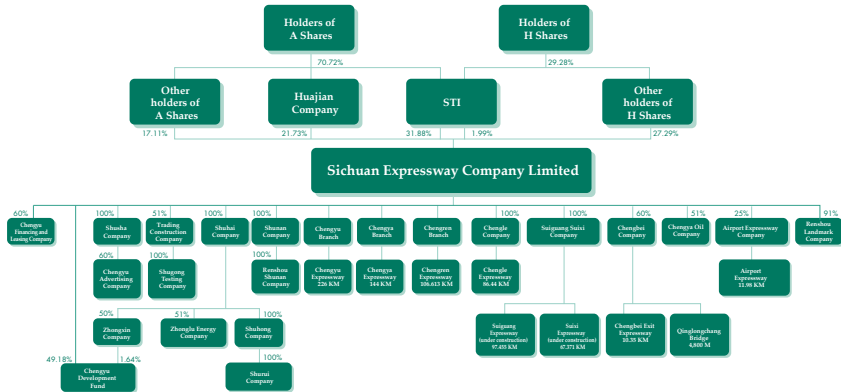 Holders of
A Shares
Holders of
H Shares
70.72%
29.28%
Other
holders of
A Shares
Huajian
Company
STI
Other
holders of
H Shares
17.11%
21.73%
31.88%
1.99%
27.29%
Sichuan Expressway Company Limited
60%
100%
51%
100%
100%
100%
100%
60%
51%
25%
91%
Chengyu
Financing and
Leasing Company
Shusha
Company
Trading
Construction
Company
Shuhai
Company
Shunan
Company
Chengyu
Branch
Chengya
Branch
Chengren
Branch
Chengle
Company
Suiguang Suixi
Company
Chengbei
Company
Chengya Oil
Company
Airport Expressway
Company
Renshou
Landmark
Company
60%
100%
100%
Chengyu
Advertising
Company
Shugong
Testing
Company
Renshou
Shunan
Company
Chengyu
Expressway
226 KM
Chengya
Expressway
144 KM
Chengren
Expressway
106.613 KM
Chengle
Expressway
86.44 KM
Airport
Expressway
11.98 KM
50%
51%
100%
Zhongxin
Company
Zhonglu Energy
Company
Shuhong
Company
Suiguang
Expressway
(under construction)
97.455 KM
Suixi
Expressway
(under construction)
67.371 KM
Chengbei Exit
Expressway
10.35 KM
Qinglongchang
Bridge
4,800 M
49.18%
1.64%
100%
Chengyu
Development
Fund
Shurui
Company